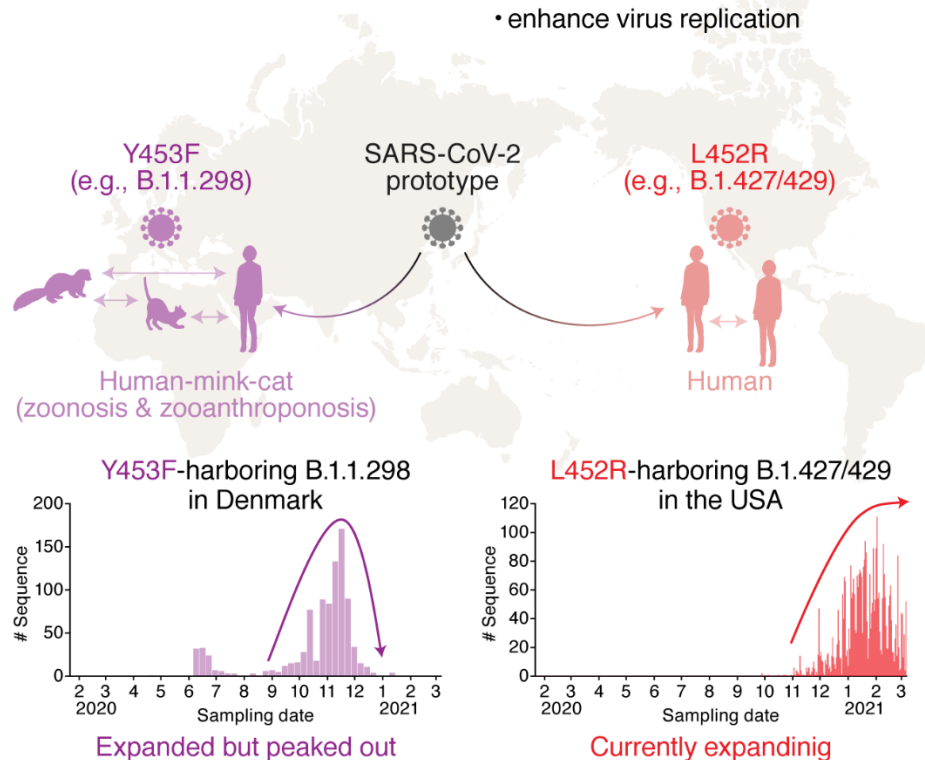 • enhance virus replication
Y453F
(e.g., B.1.1.298)
SARS-CoV-2
prototype
L452R
(e.g., B.1.427/429)
Human-mink-cat
(zoonosis & zooanthroponosis)
Human
Y453F-harboring B.1.1.298
in Denmark
# Sequence
200
150
100
50
0
2 3 4 5 6 7 8 9 10 11 12 1 2 3
2020 2021
Sampling date
Expanded but peaked out
L452R-harboring B.1.427/429
in the USA
# Sequence
120
100
80
60
40
20
0
2 3 4 5 6 7 8 9 10 11 12 1 2 3
2020 2021
Sampling date
Currently expandinig